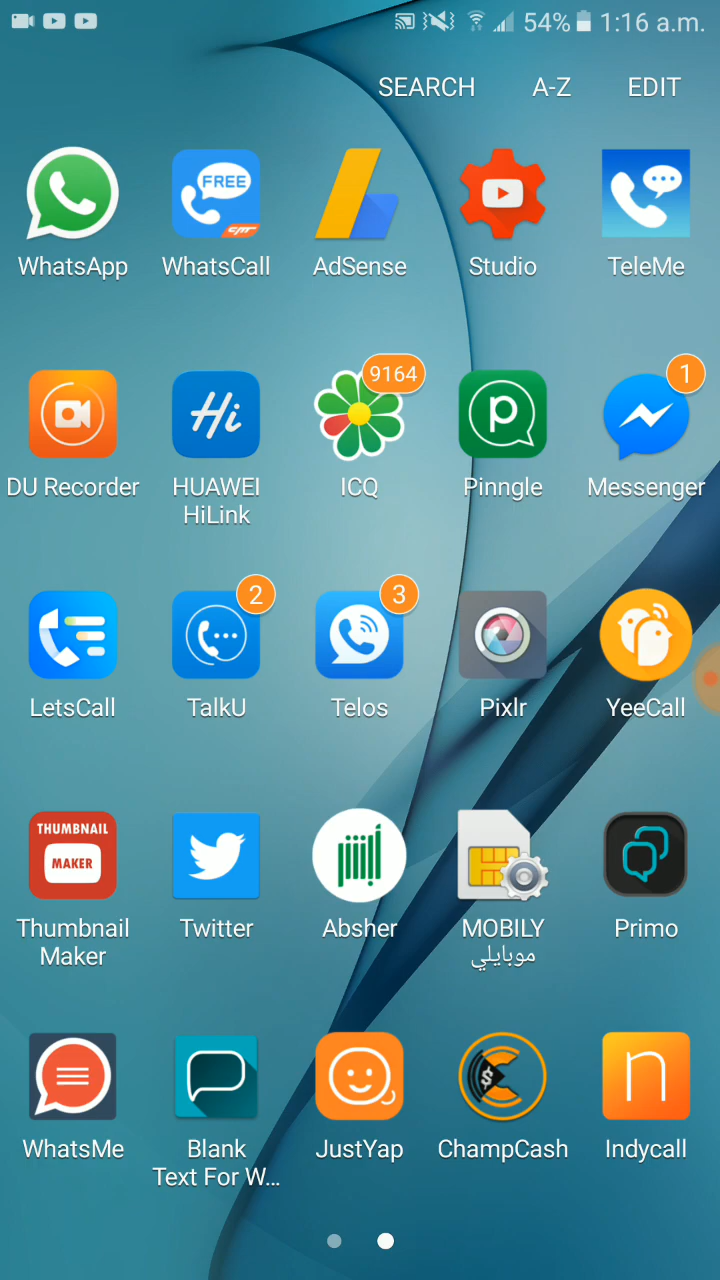 54% 1:16 a.m.
SEARCH A-Z EDIT
FREE
CMT
WhatsApp WhatsCall AdSense Studio TeleMe
9164 1
Hi
p
DU Recorder HUAWEI HiLink ICQ Pinngle Messenger
2 3
LetsCall TalkU Telos Pixlr YeeCall
THUMBNAIL
MAKER
أبشر
Thumbnail Maker Twitter Absher MOBILY موبايلي Primo
$
n
WhatsMe Blank Text For W... JustYap ChampCash Indycall